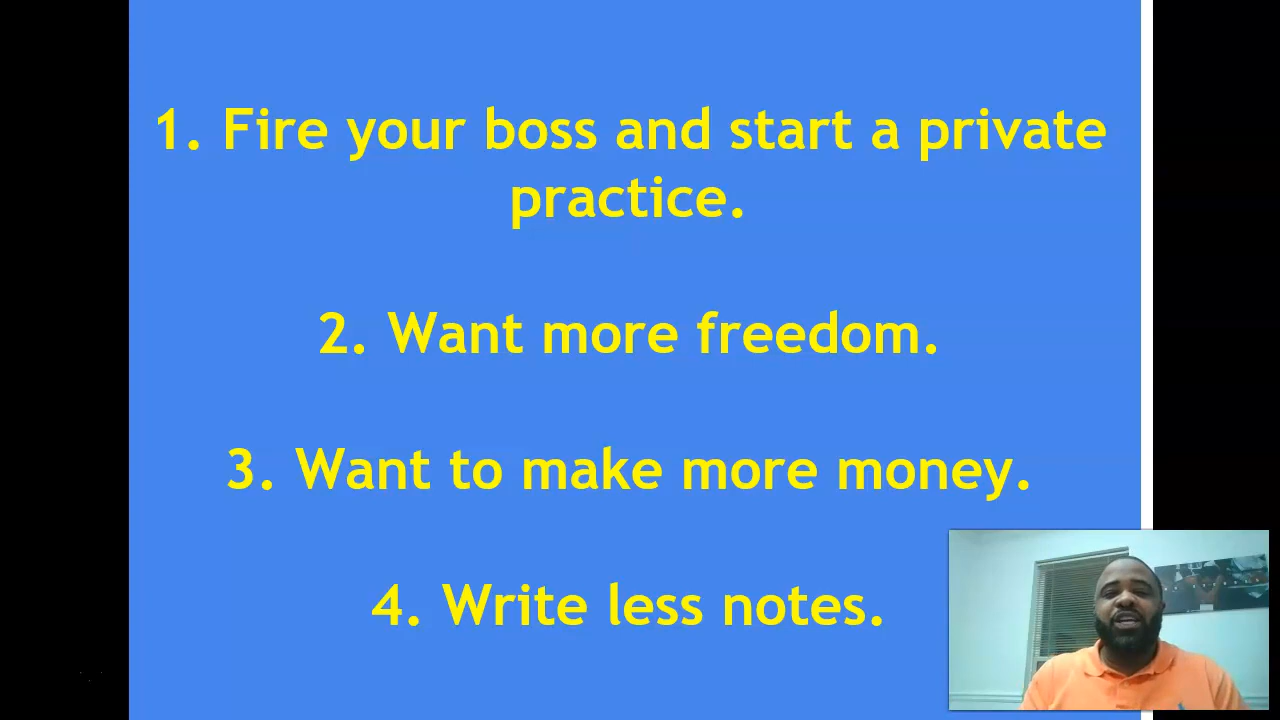 1. Fire your boss and start a private
practice.
2. Want more freedom.
3. Want to make more money.
4. Write less notes.